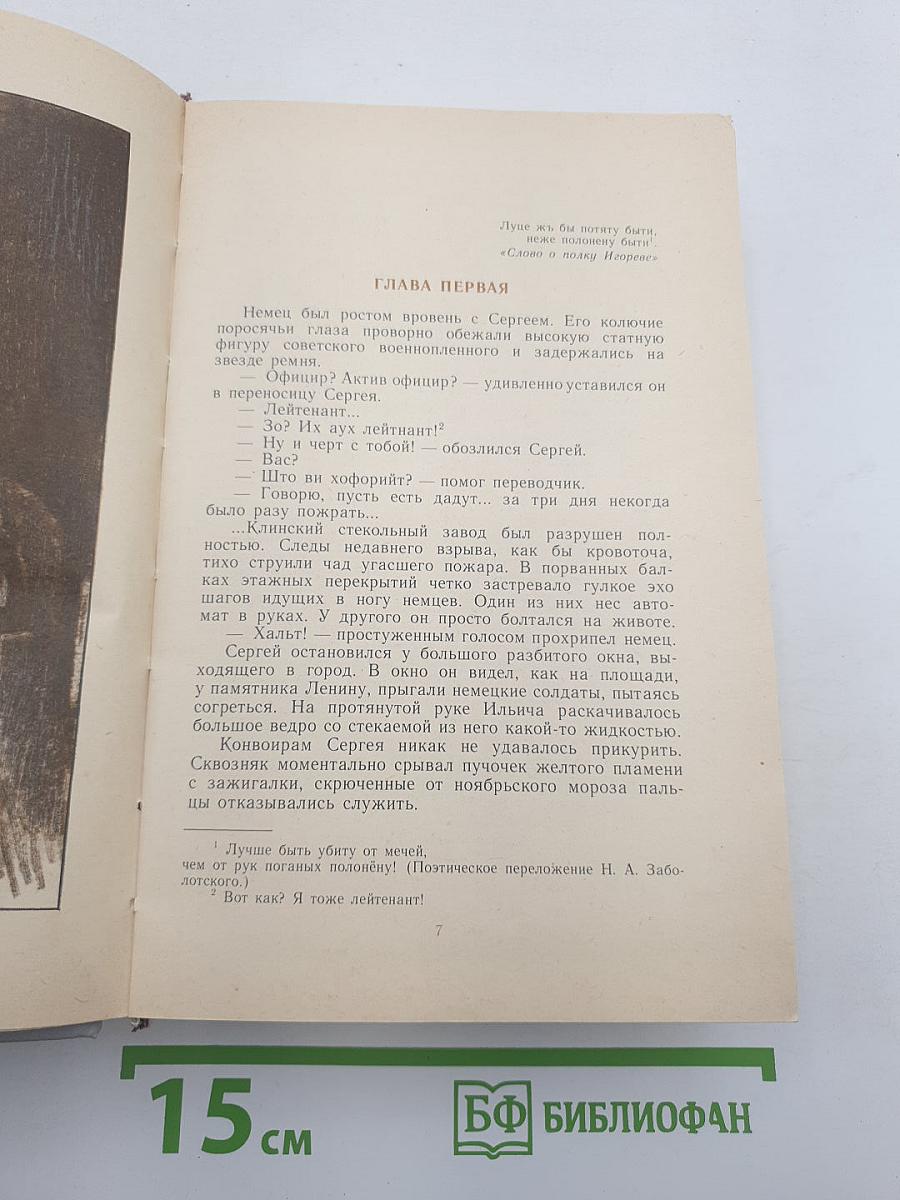 Луце жъ бы потяту быти,
неже полонену быти¹.
«Слово о полку Игореве»
ГЛАВА ПЕРВАЯ
Немец был ростом вровень с Сергеем. Его колючие
поросячьи глаза проворно обежали высокую статную
фигуру советского военнопленного и задержались на
звезде ремня.
— Официр? Актив официр? — удивленно уставился он
в переносицу Сергея.
— Лейтенант...
— Зо? Их аух лейтнант!²
— Ну и черт с тобой! — обозлился Сергей.
— Вас?
— Што ви хофорийт? — помог переводчик.
— Говорю, пусть есть дадут... за три дня некогда
было разу пожрать...
...Клинский стекольный завод был разрушен пол-
ностью. Следы недавнего взрыва, как бы кровоточа,
тихо струили чад угасшего пожара. В порванных бал-
ках этажных перекрытий четко застревало гулкое эхо
шагов идущих в ногу немцев. Один из них нес авто-
мат в руках. У другого он просто болтался на животе.
— Хальт! — простуженным голосом прохрипел немец.
Сергей остановился у большого разбитого окна, вы-
ходящего в город. В окно он видел, как на площади,
у памятника Ленину, прыгали немецкие солдаты, пытаясь
согреться. На протянутой руке Ильича раскачивалось
большое ведро со стекаемой из него какой-то жидкостью.
Конвоирам Сергея никак не удавалось прикурить.
Сквозняк моментально срывал пучочек желтого пламени
с зажигалки, скрюченные от ноябрьского мороза паль-
цы отказывались служить.
¹ Лучше быть убиту от мечей,
чем от рук поганых полонёну! (Поэтическое переложение Н. А. Забо-
лотского.)
² Вот как? Я тоже лейтенант!
7
15 см
БФ БИБЛИОФАН